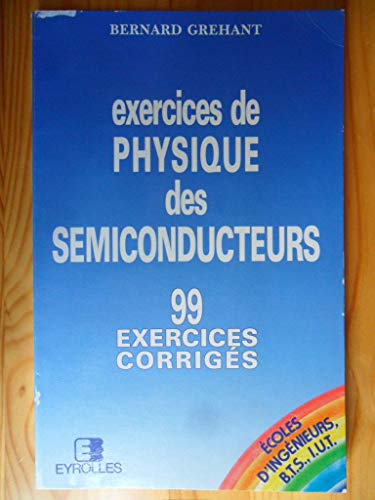 BERNARD GREHANT
exercices de
PHYSIQUE
des
SEMICONDUCTEURS
99
EXERCICES
CORRIGÉS
ÉCOLES
D'INGÉNIEURS,
B.T.S., I.U.T.
E
EYROLLES